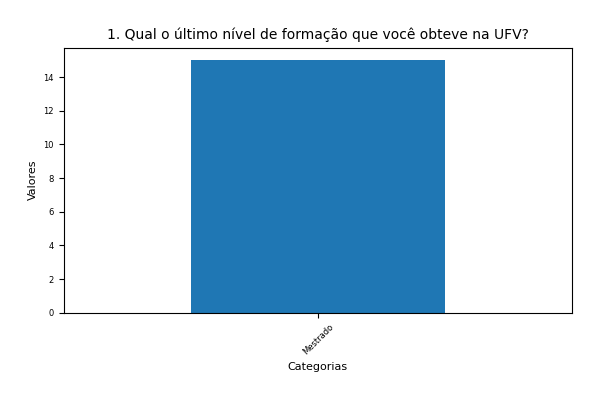 1. Qual o último nível de formação que você obteve na UFV?
14
12
10
8
6
4
2
0
Valores
Mestrado
Categorias